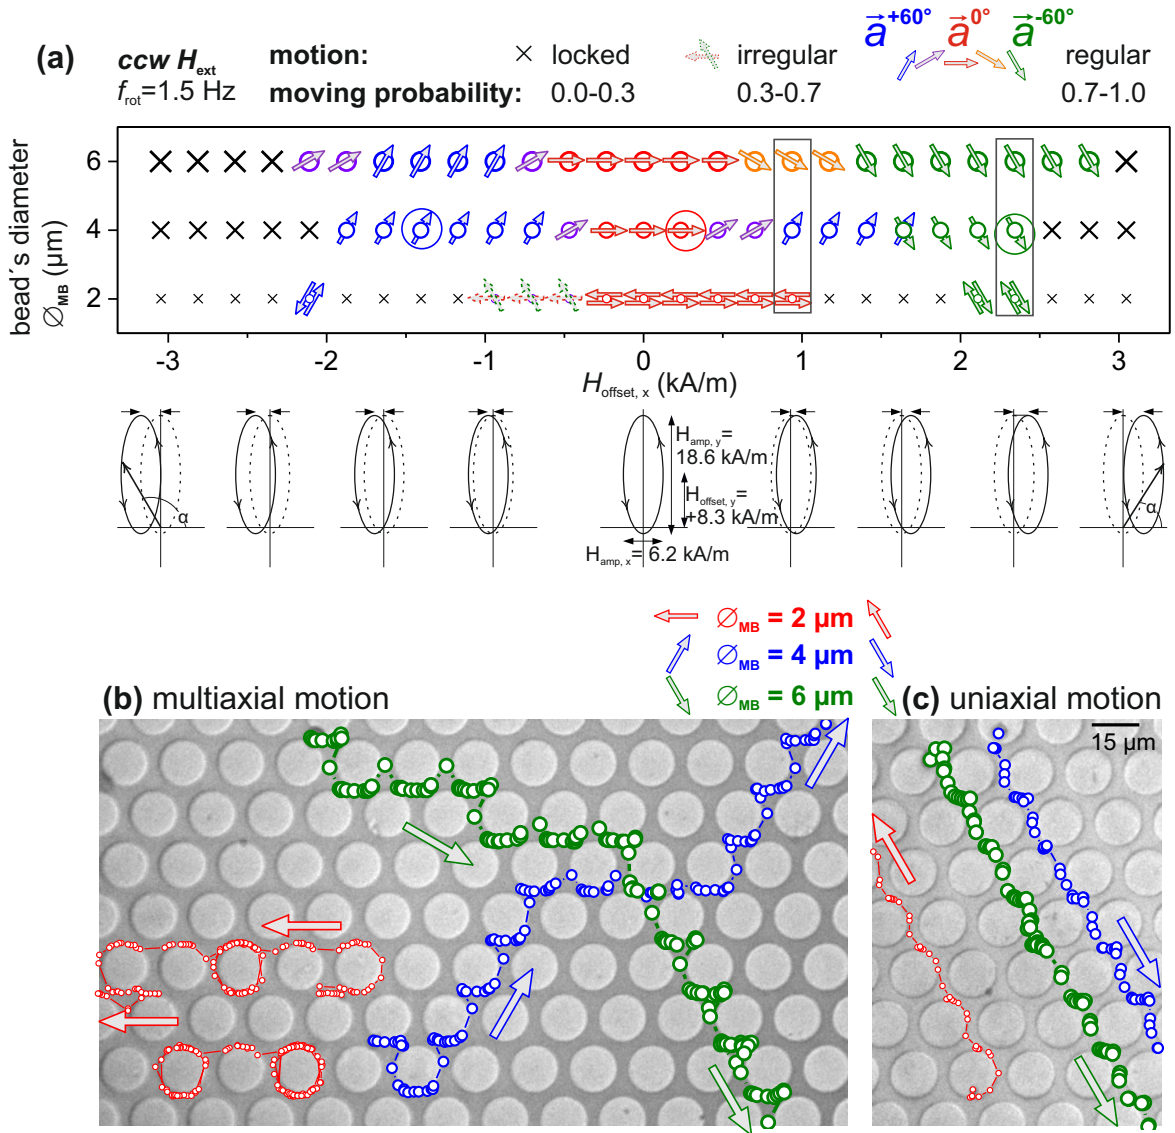 (a)
ccw Hext
frot=1.5 Hz
motion: × locked irregular a+60° a0° a-60° regular
moving probability: 0.0-0.3 0.3-0.7 0.7-1.0
bead´s diameter
∅MB (µm)
6
4
2
-3 -2 -1 0 1 2 3
Hoffset, x (kA/m)
Hamp, y=
18.6 kA/m
Hoffset, y=
+8.3 kA/m
Hamp, x= 6.2 kA/m
α
α
∅MB = 2 µm
∅MB = 4 µm
∅MB = 6 µm
(b) multiaxial motion
(c) uniaxial motion
15 µm